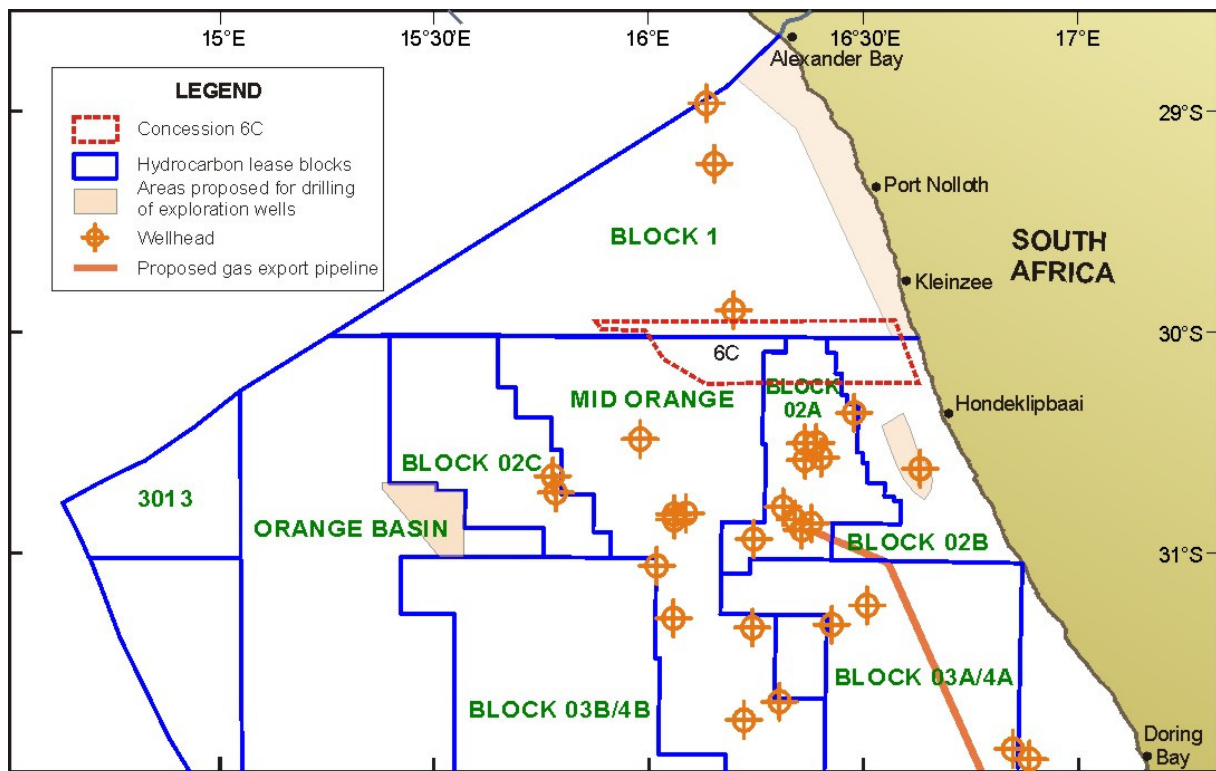 15°E
15°30'E
16°E
16°30'E
17°E
LEGEND
Concession 6C
Hydrocarbon lease blocks
Areas proposed for drilling
of exploration wells
Wellhead
Proposed gas export pipeline
Alexander Bay
29°S
Port Nolloth
BLOCK 1
SOUTH
AFRICA
Kleinzee
30°S
6C
BLOCK
02A
MID ORANGE
Hondeklipbaai
BLOCK 02C
3013
ORANGE BASIN
BLOCK 02B
31°S
BLOCK 03A/4A
BLOCK 03B/4B
Doring
Bay